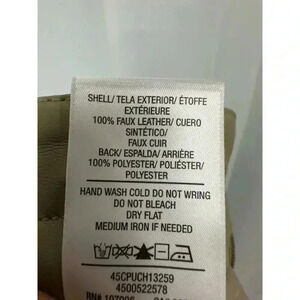 SHELL/ TELA EXTERIOR/ ÉTOFFE
EXTÉRIEURE
100% FAUX LEATHER/ CUERO
SINTÉTICO/
FAUX CUIR
BACK/ ESPALDA/ ARRIÈRE
100% POLYESTER/ POLIÉSTER/
POLYESTER
HAND WASH COLD DO NOT WRING
DO NOT BLEACH
DRY FLAT
MEDIUM IRON IF NEEDED
45CPUCH13259
4500522578
RN#